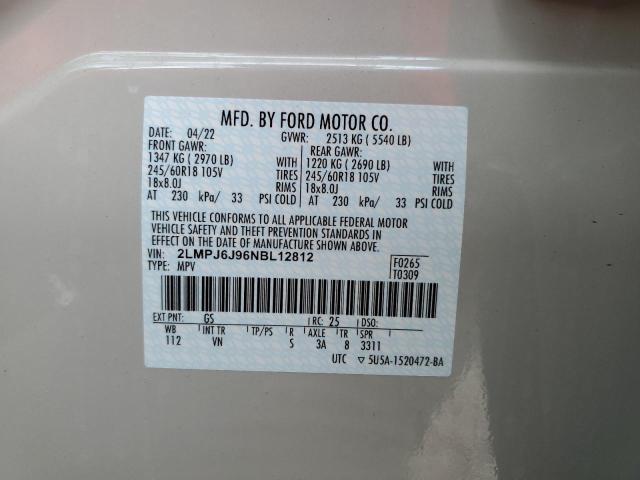 MFD. BY FORD MOTOR CO.
DATE: 04/22 GVWR: 2513 KG ( 5540 LB)
FRONT GAWR: REAR GAWR:
1347 KG ( 2970 LB) WITH 1220 KG ( 2690 LB) WITH
245/60R18 105V TIRES 245/60R18 105V TIRES
18x8.0J RIMS 18x8.0J RIMS
AT 230 kPa/ 33 PSI COLD AT 230 kPa/ 33 PSI COLD
THIS VEHICLE CONFORMS TO ALL APPLICABLE FEDERAL MOTOR
VEHICLE SAFETY AND THEFT PREVENTION STANDARDS IN
EFFECT ON THE DATE OF MANUFACTURE SHOWN ABOVE.
VIN: 2LMPJ6J96NBL12812 F0265
TYPE: MPV T0309
EXT PNT: G5 RC: 25 DSO:
WB INT TR TP/PS R AXLE TR SPR
112 VN S 3A 8 3311
UTC ▽ 5U5A-1520472-BA